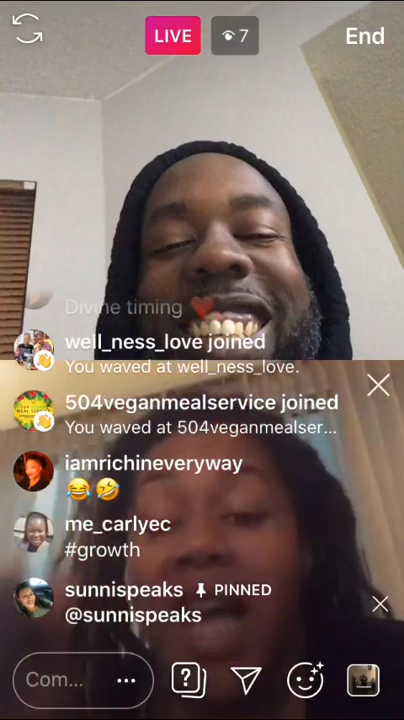 LIVE
7
End
Divine timing ❤️
well_ness_love joined
You waved at well_ness_love.
504veganmealservice joined
You waved at 504veganmealser...
iamrichineveryway
😂🤣
me_carlyec
#growth
sunnispeaks PINNED
@sunnispeaks
Com...